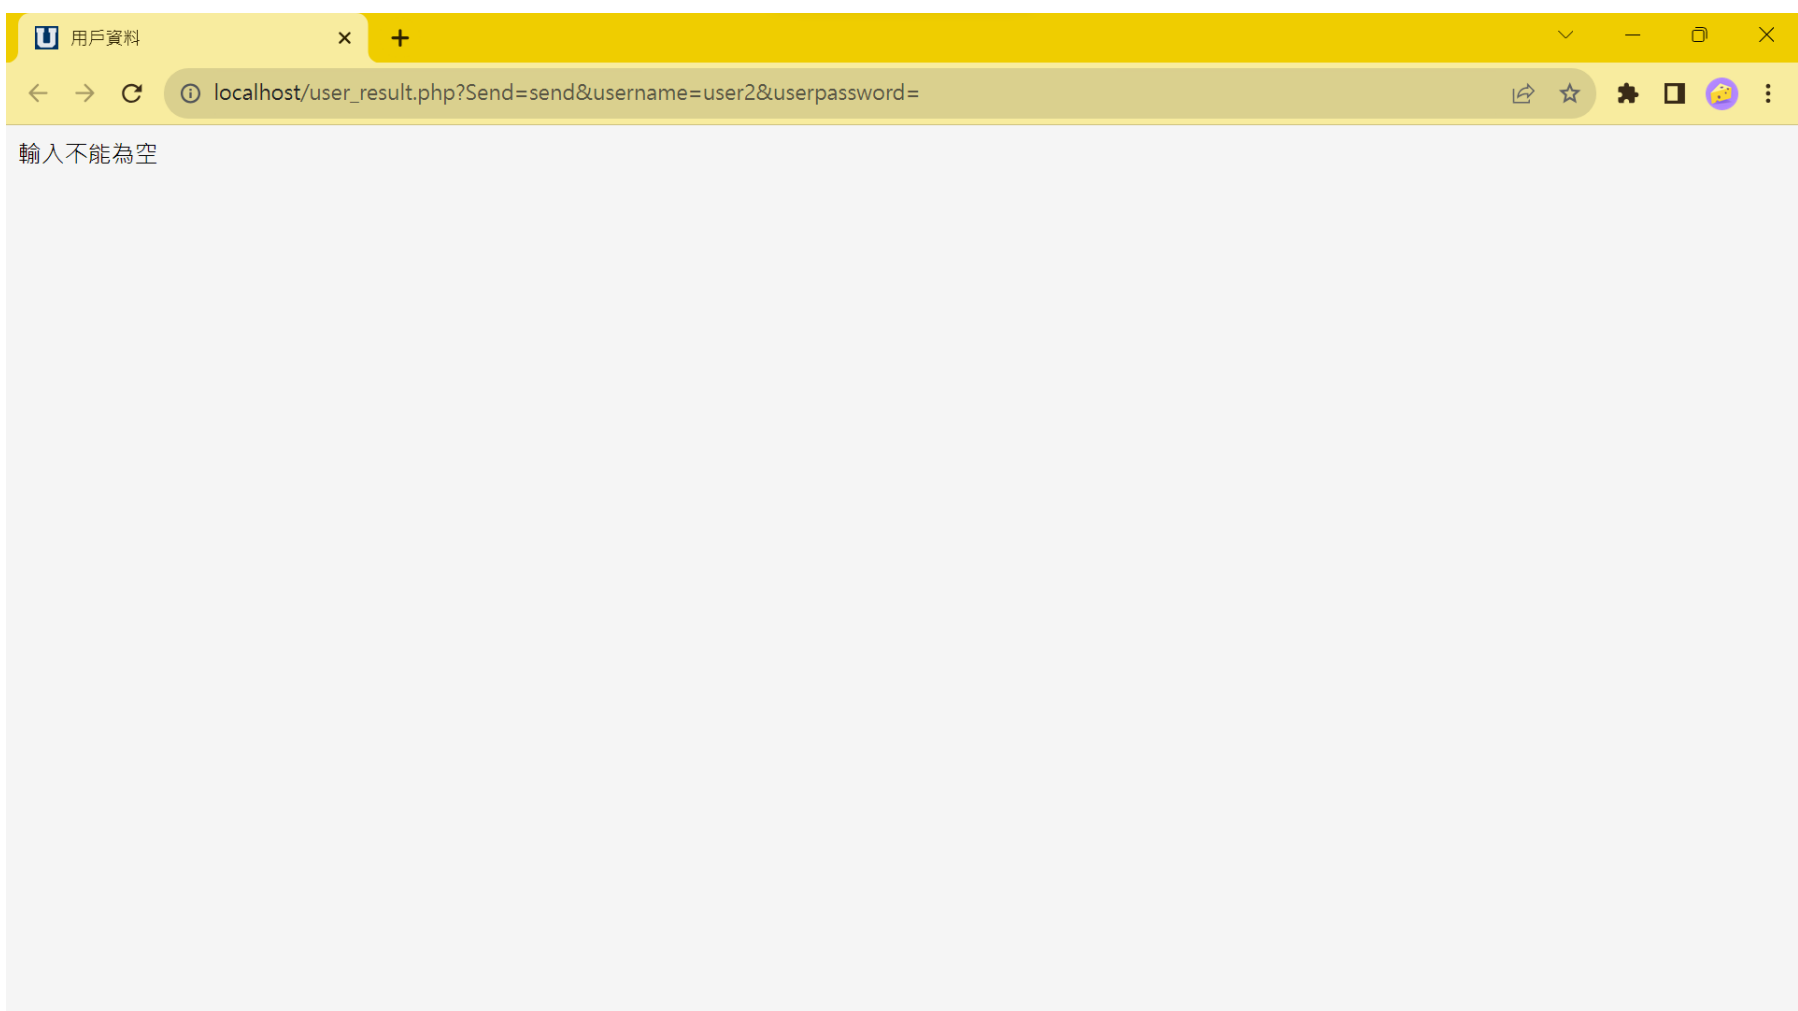 用戶資料
localhost/user_result.php?Send=send&username=user2&userpassword=
輸入不能為空